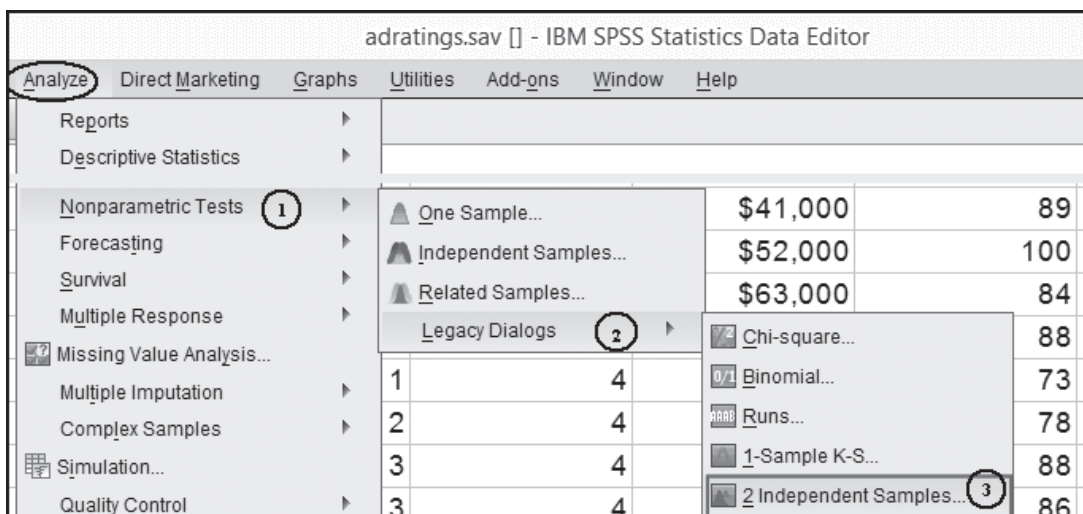 adratings.sav [] - IBM SPSS Statistics Data Editor
Analyze Direct Marketing Graphs Utilities Add-ons Window Help
Reports
Descriptive Statistics
Nonparametric Tests 1
Forecasting
Survival
Multiple Response
Missing Value Analysis...
Multiple Imputation
Complex Samples
Simulation...
Quality Control
One Sample...
Independent Samples...
Related Samples...
Legacy Dialogs 2
Chi-square...
0/1 Binomial...
AAAB Runs...
1-Sample K-S...
2 Independent Samples... 3
$41,000 89
$52,000 100
$63,000 84
88
1 4 73
2 4 78
3 4 88
3 4 86